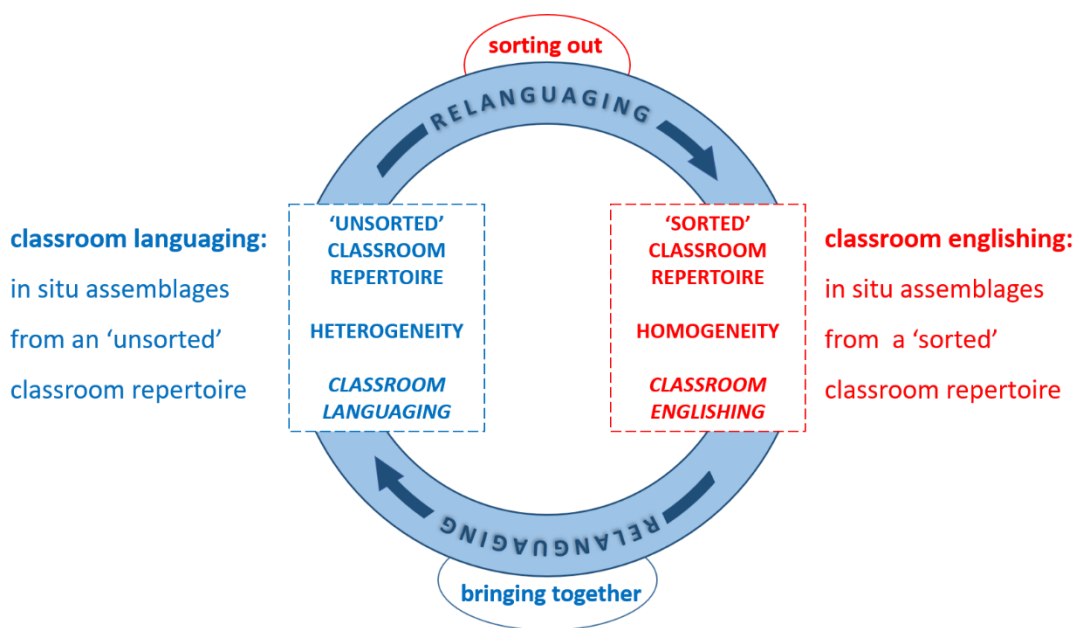 sorting out
RELANGUAGING
classroom languaging:
in situ assemblages
from an ‘unsorted’
classroom repertoire
‘UNSORTED’
CLASSROOM
REPERTOIRE
HETEROGENEITY
CLASSROOM
LANGUAGING
‘SORTED’
CLASSROOM
REPERTOIRE
HOMOGENEITY
CLASSROOM
ENGLISHING
classroom englishing:
in situ assemblages
from a ‘sorted’
classroom repertoire
RELANGUAGING
bringing together